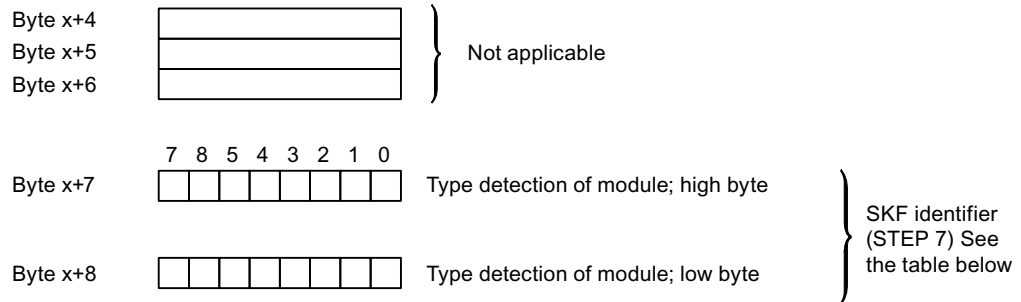 Byte x+4
Byte x+5
Byte x+6
Not applicable
7 8 5 4 3 2 1 0
Byte x+7
Type detection of module; high byte
Byte x+8
Type detection of module; low byte
SKF identifier
(STEP 7) See
the table below